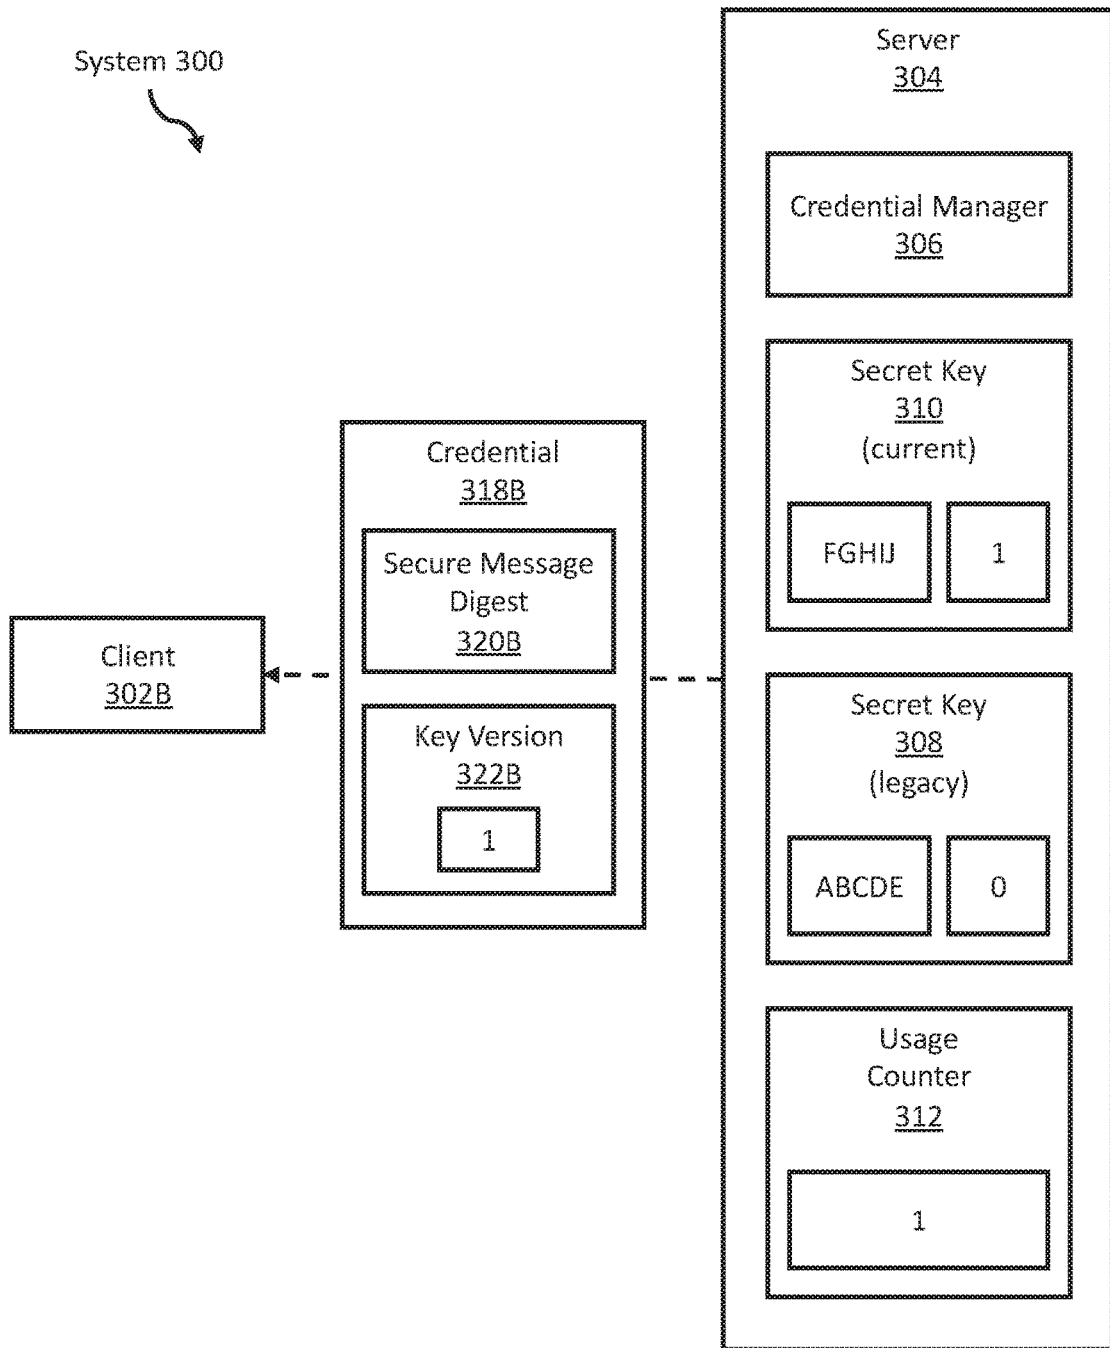 System 300
Server
304
Credential Manager
306
Secret Key
310
(current)
FGHIJ
1
Credential
318B
Secure Message
Digest
320B
Key Version
322B
1
Client
302B
Secret Key
308
(legacy)
ABCDE
0
Usage
Counter
312
1